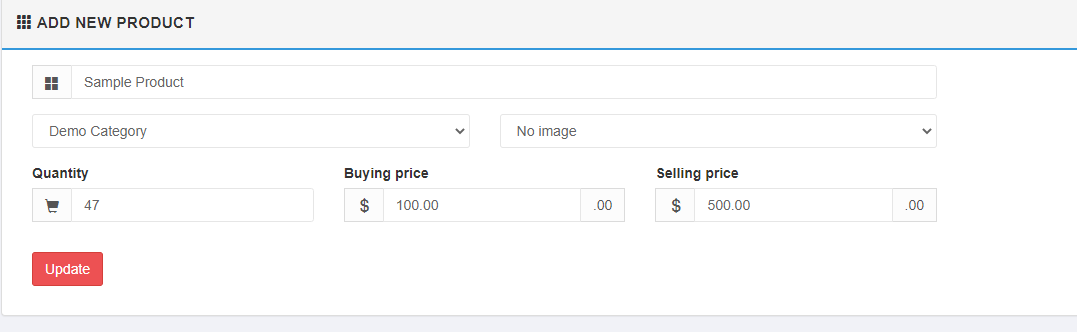 ADD NEW PRODUCT
Sample Product
Demo Category No image
Quantity Buying price Selling price
47 $ 100.00 .00 $ 500.00 .00
Update